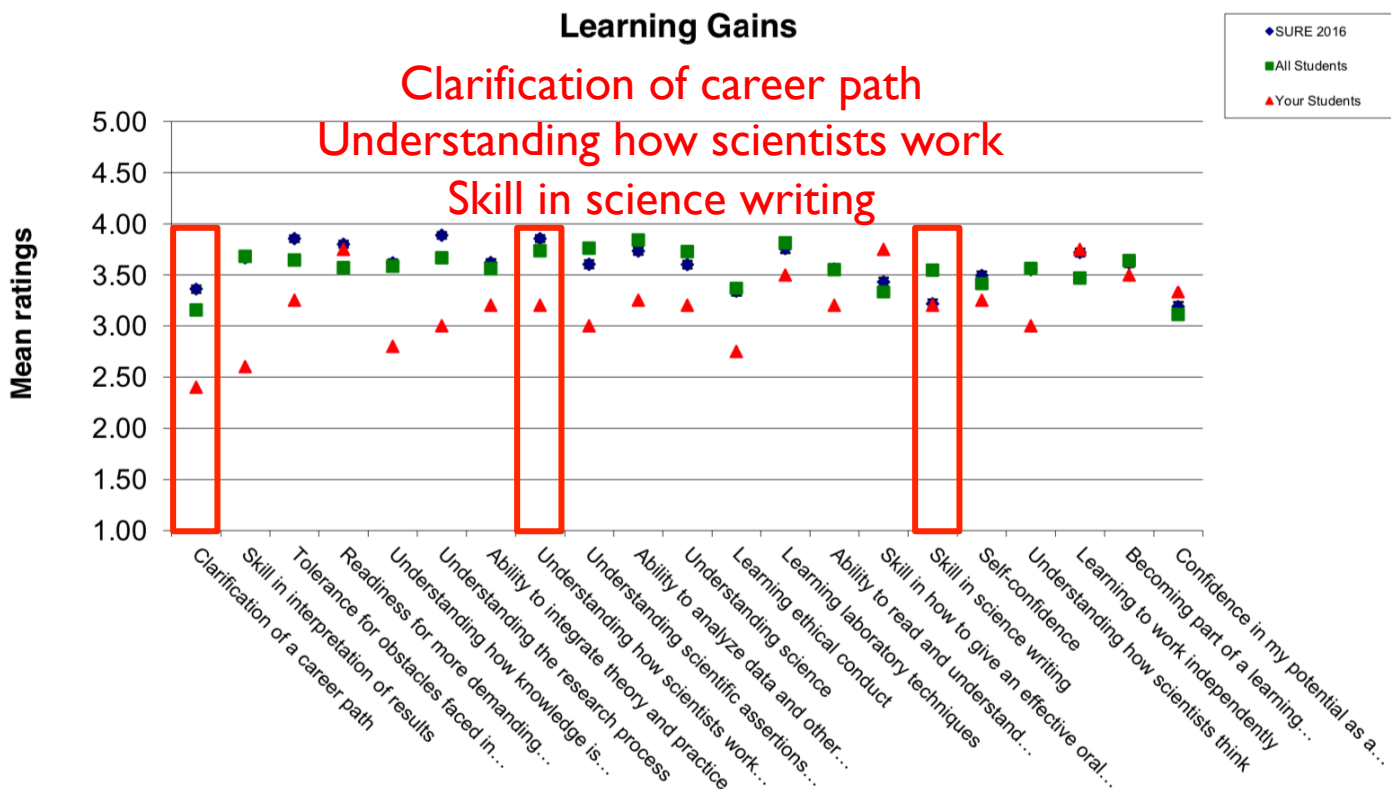 Learning Gains
SURE 2016
All Students
Your Students
Clarification of career path
Understanding how scientists work
Skill in science writing
Mean ratings
5.00
4.50
4.00
3.50
3.00
2.50
2.00
1.50
1.00
Clarification of a career path
Skill in interpretation of results
Tolerance for obstacles faced in…
Readiness for more demanding…
Understanding how knowledge is…
Understanding the research process
Ability to integrate theory and practice
Understanding how scientists work…
Understanding scientific assertions…
Ability to analyze data and other…
Understanding science
Learning ethical conduct
Learning laboratory techniques
Ability to read and understand…
Skill in how to give an effective oral…
Skill in science writing
Self-confidence
Understanding how scientists think
Learning to work independently
Becoming part of a learning…
Confidence in my potential as a…